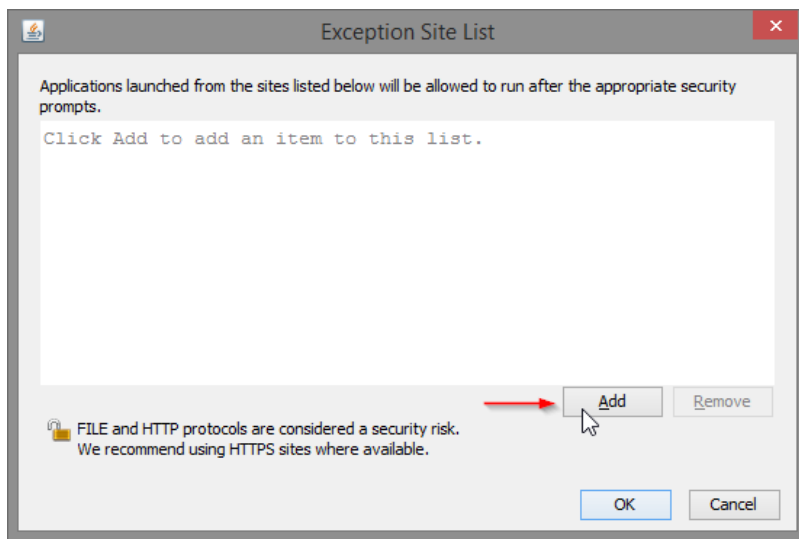 Exception Site List
Applications launched from the sites listed below will be allowed to run after the appropriate security
prompts.
Click Add to add an item to this list.
Add
Remove
FILE and HTTP protocols are considered a security risk.
We recommend using HTTPS sites where available.
OK
Cancel